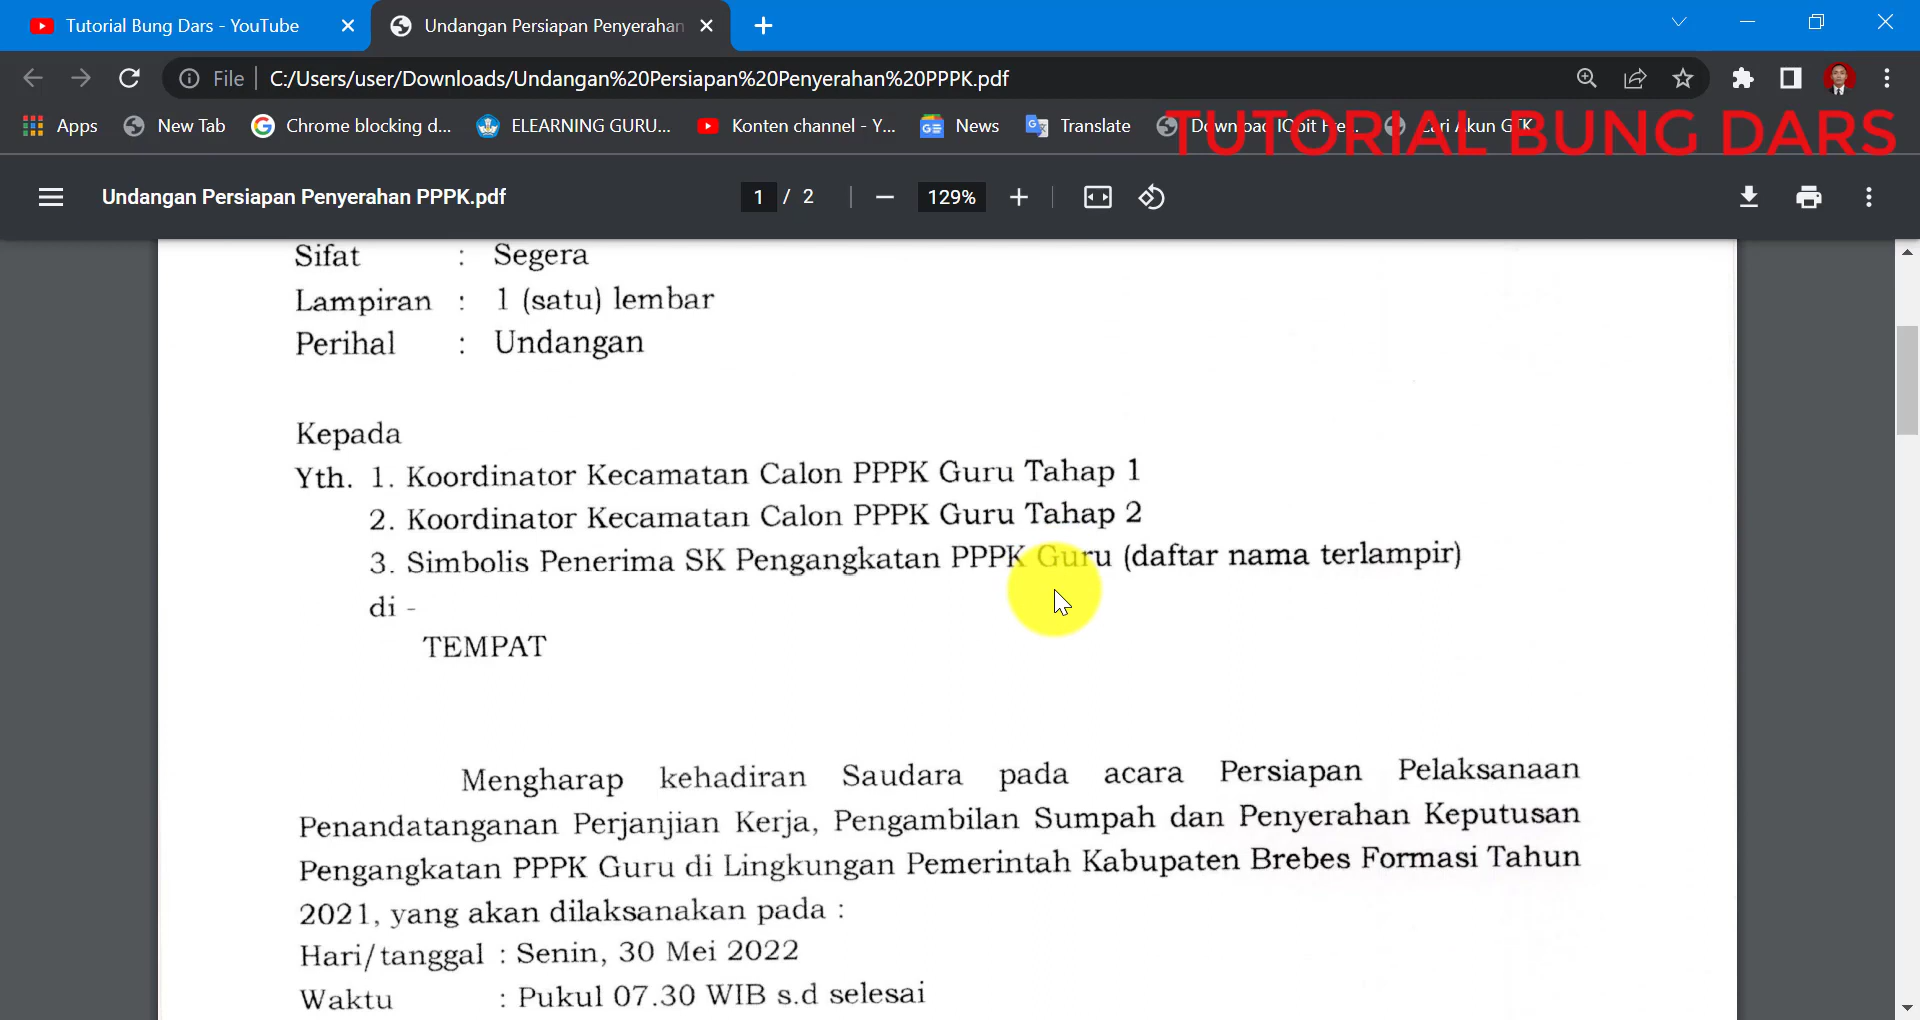 Tutorial Bung Dars - YouTube
Undangan Persiapan Penyerahan
File
C:/Users/user/Downloads/Undangan%20Persiapan%20Penyerahan%20PPPK.pdf
Apps
New Tab
Chrome blocking d...
ELEARNING GURU...
Konten channel - Y...
News
Translate
Download IObit Fre...
Cari Akun GTK
TUTORIAL BUNG DARS
Undangan Persiapan Penyerahan PPPK.pdf
1 / 2
129%
Sifat : Segera
Lampiran : 1 (satu) lembar
Perihal : Undangan
Kepada
Yth. 1. Koordinator Kecamatan Calon PPPK Guru Tahap 1
2. Koordinator Kecamatan Calon PPPK Guru Tahap 2
3. Simbolis Penerima SK Pengangkatan PPPK Guru (daftar nama terlampir)
di -
TEMPAT
Mengharap kehadiran Saudara pada acara Persiapan Pelaksanaan
Penandatanganan Perjanjian Kerja, Pengambilan Sumpah dan Penyerahan Keputusan
Pengangkatan PPPK Guru di Lingkungan Pemerintah Kabupaten Brebes Formasi Tahun
2021, yang akan dilaksanakan pada :
Hari/tanggal : Senin, 30 Mei 2022
Waktu : Pukul 07.30 WIB s.d selesai